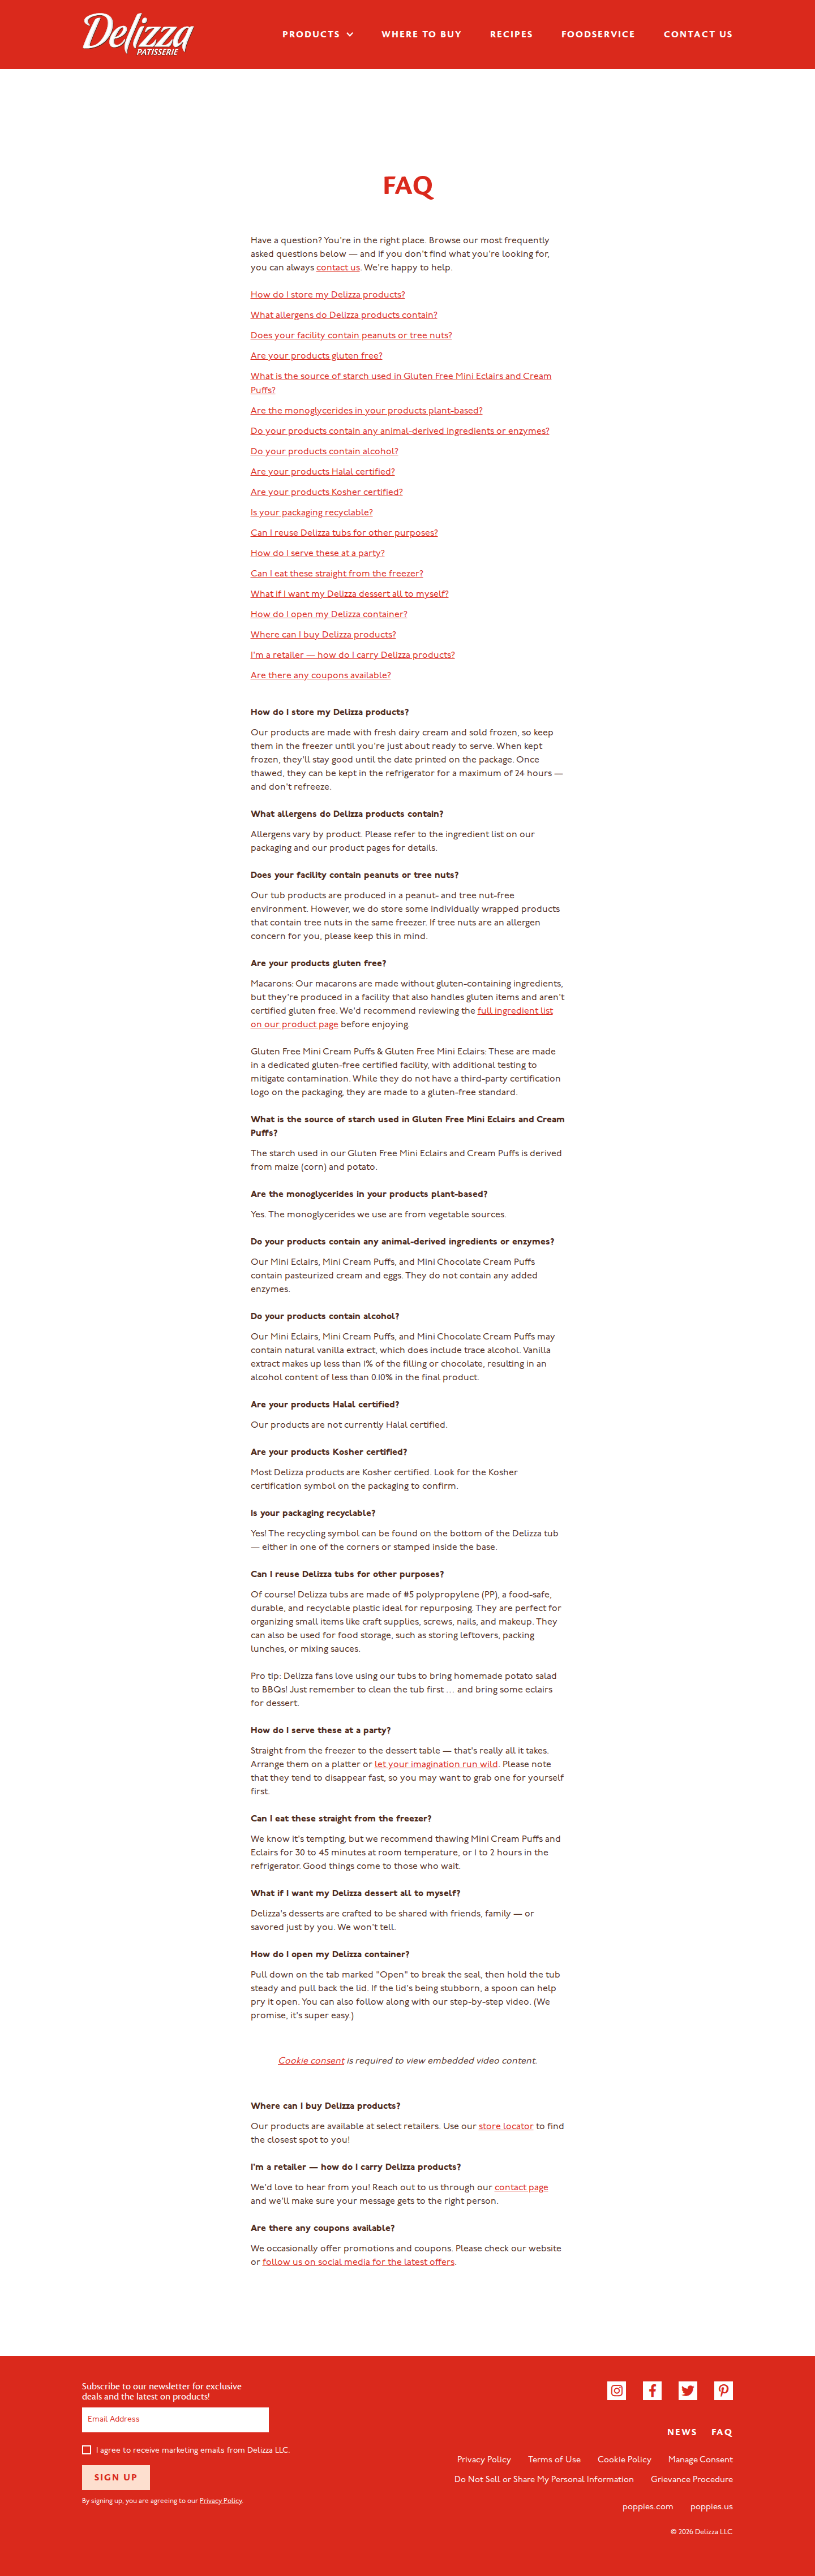 Delizza
PATISSERIE
PRODUCTS
WHERE TO BUY
RECIPES
FOODSERVICE
CONTACT US
FAQ
Have a question? You're in the right place. Browse our most frequently
asked questions below — and if you don't find what you're looking for,
you can always contact us. We're happy to help.
How do I store my Delizza products?
What allergens do Delizza products contain?
Does your facility contain peanuts or tree nuts?
Are your products gluten free?
What is the source of starch used in Gluten Free Mini Eclairs and Cream
Puffs?
Are the monoglycerides in your products plant-based?
Do your products contain any animal-derived ingredients or enzymes?
Do your products contain alcohol?
Are your products Halal certified?
Are your products Kosher certified?
Is your packaging recyclable?
Can I reuse Delizza tubs for other purposes?
How do I serve these at a party?
Can I eat these straight from the freezer?
What if I want my Delizza dessert all to myself?
How do I open my Delizza container?
Where can I buy Delizza products?
I'm a retailer — how do I carry Delizza products?
Are there any coupons available?
How do I store my Delizza products?
Our products are made with fresh dairy cream and sold frozen, so keep
them in the freezer until you're just about ready to serve. When kept
frozen, they'll stay good until the date printed on the package. Once
thawed, they can be kept in the refrigerator for a maximum of 24 hours —
and don't refreeze.
What allergens do Delizza products contain?
Allergens vary by product. Please refer to the ingredient list on our
packaging and our product pages for details.
Does your facility contain peanuts or tree nuts?
Our tub products are produced in a peanut- and tree nut-free
environment. However, we do store some individually wrapped products
that contain tree nuts in the same freezer. If tree nuts are an allergen
concern for you, please keep this in mind.
Are your products gluten free?
Macarons: Our macarons are made without gluten-containing ingredients,
but they're produced in a facility that also handles gluten items and aren't
certified gluten free. We'd recommend reviewing the full ingredient list
on our product page before enjoying.
Gluten Free Mini Cream Puffs & Gluten Free Mini Eclairs: These are made
in a dedicated gluten-free certified facility, with additional testing to
mitigate contamination. While they do not have a third-party certification
logo on the packaging, they are made to a gluten-free standard.
What is the source of starch used in Gluten Free Mini Eclairs and Cream
Puffs?
The starch used in our Gluten Free Mini Eclairs and Cream Puffs is derived
from maize (corn) and potato.
Are the monoglycerides in your products plant-based?
Yes. The monoglycerides we use are from vegetable sources.
Do your products contain any animal-derived ingredients or enzymes?
Our Mini Eclairs, Mini Cream Puffs, and Mini Chocolate Cream Puffs
contain pasteurized cream and eggs. They do not contain any added
enzymes.
Do your products contain alcohol?
Our Mini Eclairs, Mini Cream Puffs, and Mini Chocolate Cream Puffs may
contain natural vanilla extract, which does include trace alcohol. Vanilla
extract makes up less than 1% of the filling or chocolate, resulting in an
alcohol content of less than 0.10% in the final product.
Are your products Halal certified?
Our products are not currently Halal certified.
Are your products Kosher certified?
Most Delizza products are Kosher certified. Look for the Kosher
certification symbol on the packaging to confirm.
Is your packaging recyclable?
Yes! The recycling symbol can be found on the bottom of the Delizza tub
— either in one of the corners or stamped inside the base.
Can I reuse Delizza tubs for other purposes?
Of course! Delizza tubs are made of #5 polypropylene (PP), a food-safe,
durable, and recyclable plastic ideal for repurposing. They are perfect for
organizing small items like craft supplies, screws, nails, and makeup. They
can also be used for food storage, such as storing leftovers, packing
lunches, or mixing sauces.
Pro tip: Delizza fans love using our tubs to bring homemade potato salad
to BBQs! Just remember to clean the tub first … and bring some eclairs
for dessert.
How do I serve these at a party?
Straight from the freezer to the dessert table — that's really all it takes.
Arrange them on a platter or let your imagination run wild. Please note
that they tend to disappear fast, so you may want to grab one for yourself
first.
Can I eat these straight from the freezer?
We know it's tempting, but we recommend thawing Mini Cream Puffs and
Eclairs for 30 to 45 minutes at room temperature, or 1 to 2 hours in the
refrigerator. Good things come to those who wait.
What if I want my Delizza dessert all to myself?
Delizza's desserts are crafted to be shared with friends, family — or
savored just by you. We won't tell.
How do I open my Delizza container?
Pull down on the tab marked "Open" to break the seal, then hold the tub
steady and pull back the lid. If the lid's being stubborn, a spoon can help
pry it open. You can also follow along with our step-by-step video. (We
promise, it's super easy.)
Cookie consent is required to view embedded video content.
Where can I buy Delizza products?
Our products are available at select retailers. Use our store locator to find
the closest spot to you!
I'm a retailer — how do I carry Delizza products?
We'd love to hear from you! Reach out to us through our contact page
and we'll make sure your message gets to the right person.
Are there any coupons available?
We occasionally offer promotions and coupons. Please check our website
or follow us on social media for the latest offers.
Subscribe to our newsletter for exclusive
deals and the latest on products!
Email Address
I agree to receive marketing emails from Delizza LLC.
SIGN UP
By signing up, you are agreeing to our Privacy Policy.
NEWS
FAQ
Privacy Policy
Terms of Use
Cookie Policy
Manage Consent
Do Not Sell or Share My Personal Information
Grievance Procedure
poppies.com
poppies.us
© 2026 Delizza LLC